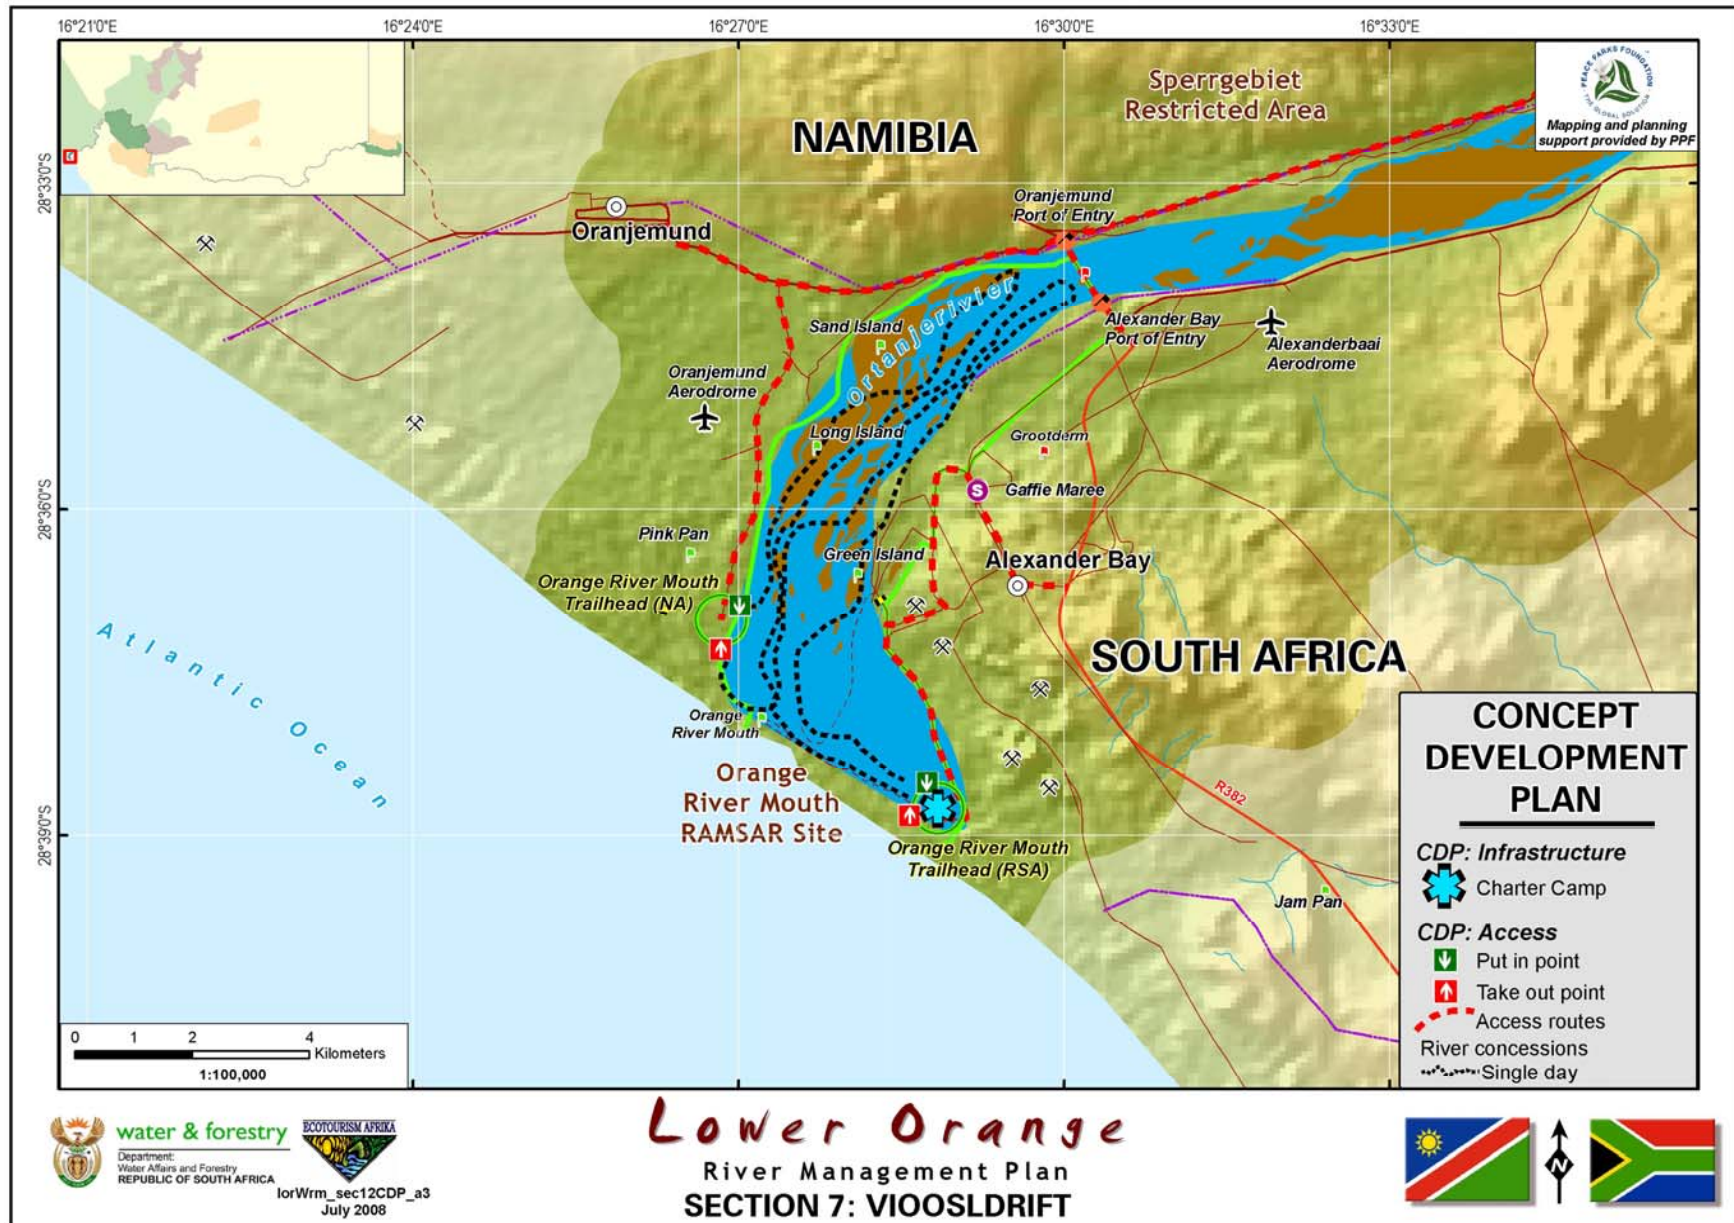 16°21'0"E
16°24'0"E
16°27'0"E
16°30'0"E
16°33'0"E
28°33'0"S
28°36'0"S
28°39'0"S
PEACE PARKS FOUNDATION
THE GLOBAL SOLUTION
Mapping and planning
support provided by PPF
Sperrgebiet
Restricted Area
NAMIBIA
Oranjemund
Port of Entry
Oranjemund
Ortanjerivier
Sand Island
Alexander Bay
Port of Entry
Alexanderbaai
Aerodrome
Oranjemund
Aerodrome
Long Island
Grootderm
S
Gaffie Maree
Pink Pan
Green Island
Alexander Bay
Orange River Mouth
Trailhead (NA)
Atlantic Ocean
SOUTH AFRICA
Orange
River Mouth
Orange
River Mouth
RAMSAR Site
R382
Orange River Mouth
Trailhead (RSA)
Jam Pan
CONCEPT
DEVELOPMENT
PLAN
CDP: Infrastructure
Charter Camp
CDP: Access
Put in point
Take out point
Access routes
River concessions
Single day
0 1 2 4
Kilometers
1:100,000
water & forestry
Department:
Water Affairs and Forestry
REPUBLIC OF SOUTH AFRICA
ECOTOURISM AFRIKA
lorWrm_sec12CDP_a3
July 2008
Lower Orange
River Management Plan
SECTION 7: VIOOSLDRIFT
N